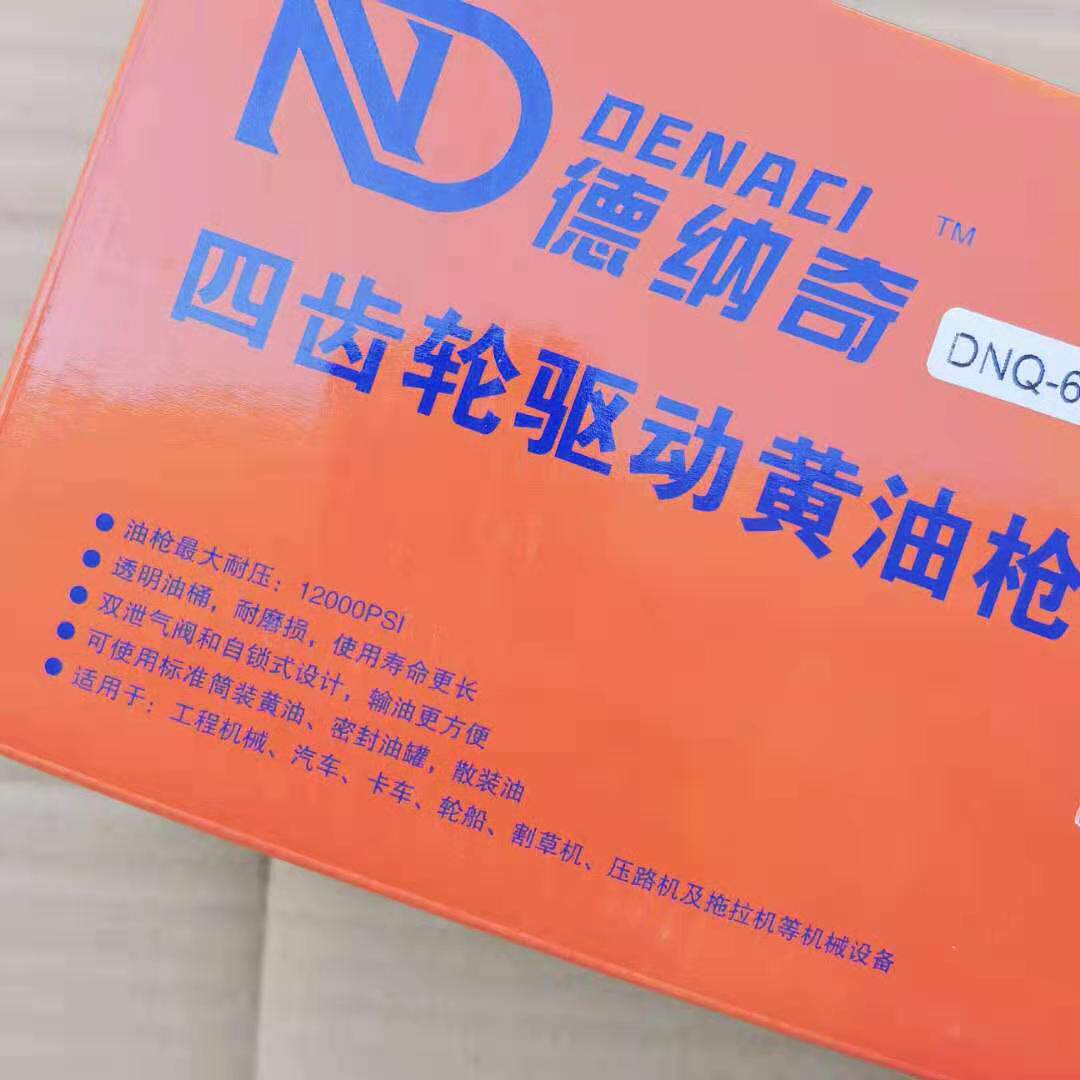 ND
DENACI
德纳奇 ™
DNQ-6
四齿轮驱动黄油枪
● 油枪最大耐压：12000PSI
● 透明油桶，耐磨损，使用寿命更长
● 双泄气阀和自锁式设计，输油更方便
● 可使用标准筒装黄油、密封油罐，散装油
● 适用于：工程机械、汽车、卡车、轮船、割草机、压路机及拖拉机等机械设备